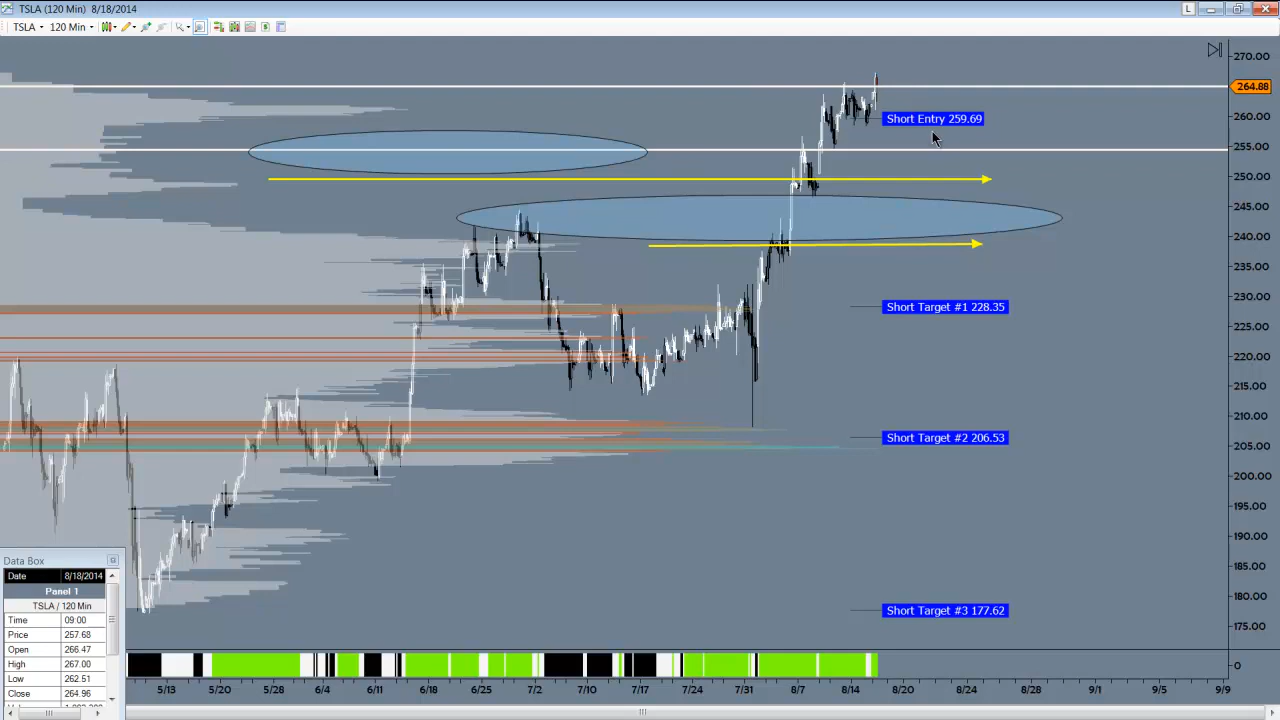 TSLA (120 Min) 8/18/2014
L
TSLA 120 Min
270.00
264.88
Short Entry 259.69
260.00
255.00
250.00
245.00
240.00
235.00
230.00
Short Target #1 228.35
225.00
220.00
215.00
210.00
Short Target #2 206.53
205.00
200.00
195.00
190.00
185.00
180.00
Short Target #3 177.62
175.00
Data Box
Date 8/18/2014
Panel 1
TSLA / 120 Min
Time 09:00
Price 257.68
Open 266.47
High 267.00
Low 262.51
Close 264.96
0
5/13 5/20 5/28 6/4 6/11 6/18 6/25 7/2 7/10 7/17 7/24 7/31 8/7 8/14 8/20 8/24 8/28 9/1 9/5 9/9